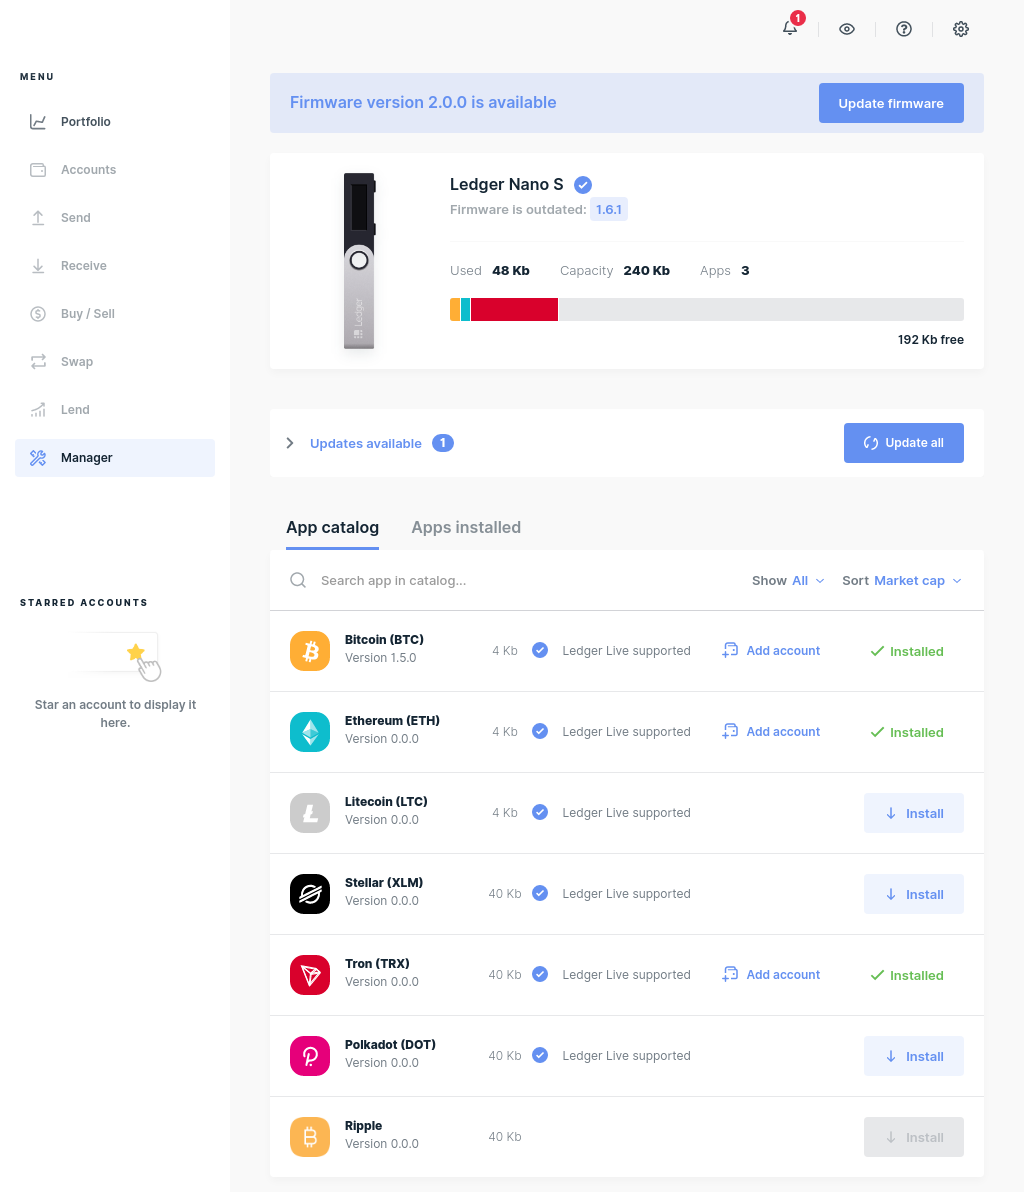 1
MENU
Portfolio
Accounts
Send
Receive
Buy / Sell
Swap
Lend
Manager
STARRED ACCOUNTS
Star an account to display it
here.
Firmware version 2.0.0 is available
Update firmware
Ledger
Ledger Nano S
Firmware is outdated: 1.6.1
Used 48 Kb Capacity 240 Kb Apps 3
192 Kb free
Updates available 1
Update all
App catalog Apps installed
Search app in catalog... Show All Sort Market cap
Bitcoin (BTC)
Version 1.5.0
4 Kb Ledger Live supported Add account Installed
Ethereum (ETH)
Version 0.0.0
4 Kb Ledger Live supported Add account Installed
Litecoin (LTC)
Version 0.0.0
4 Kb Ledger Live supported Install
Stellar (XLM)
Version 0.0.0
40 Kb Ledger Live supported Install
Tron (TRX)
Version 0.0.0
40 Kb Ledger Live supported Add account Installed
Polkadot (DOT)
Version 0.0.0
40 Kb Ledger Live supported Install
Ripple
Version 0.0.0
40 Kb Install